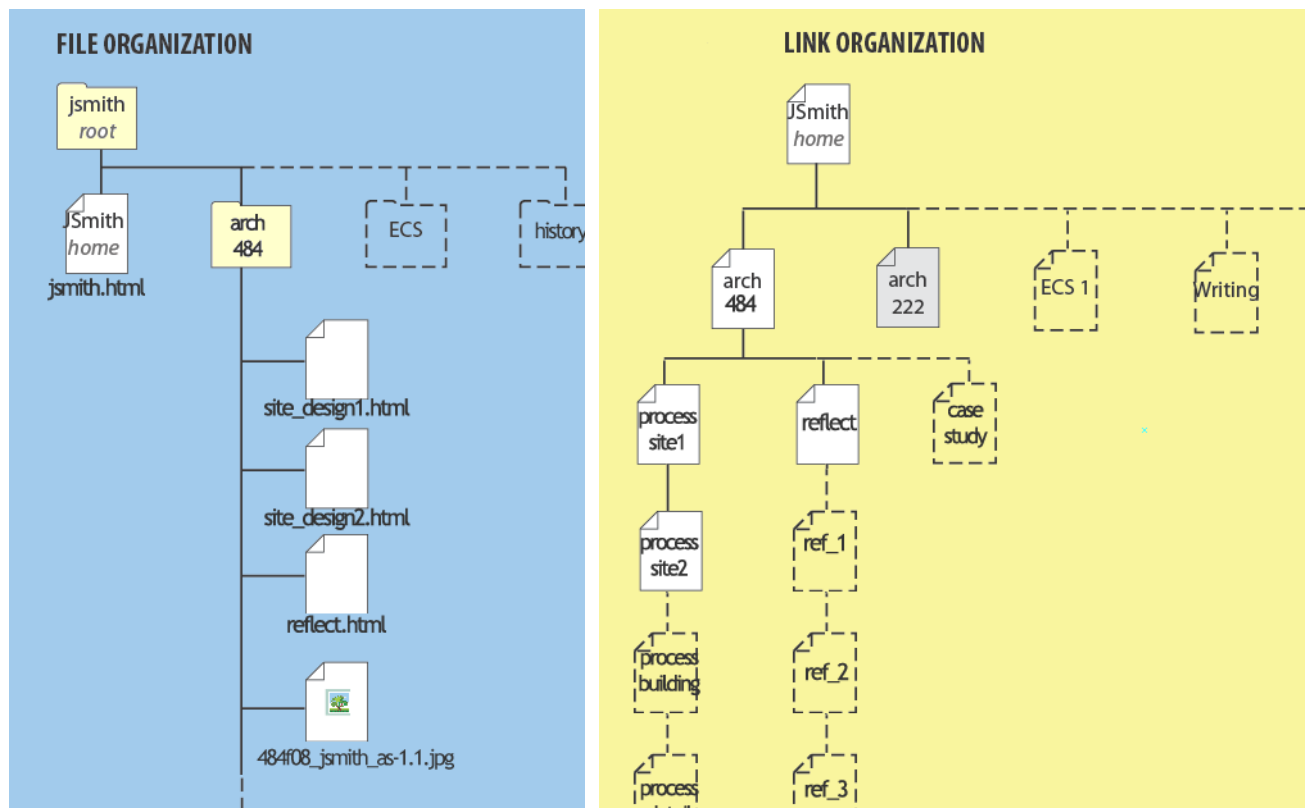 FILE ORGANIZATION
jsmith
root
JSmith
home
jsmith.html
arch
484
ECS
history
site_design1.html
site_design2.html
reflect.html
484f08_jsmith_as-1.1.jpg
LINK ORGANIZATION
JSmith
home
arch
484
arch
222
ECS 1
Writing
process
site1
reflect
case
study
process
site2
ref_1
process
building
ref_2
process
ref_3